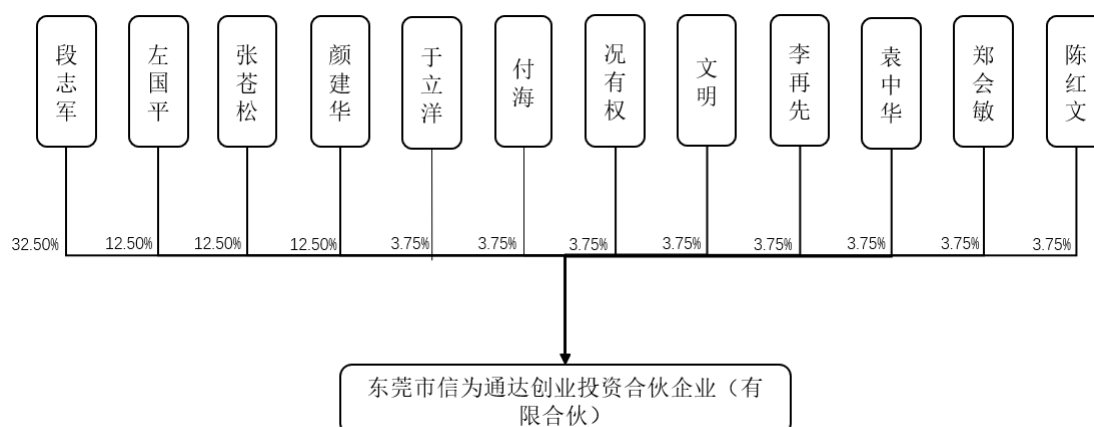 段志军
左国平
张苍松
颜建华
于立洋
付海
况有权
文明
李再先
袁中华
郑会敏
陈红文
32.50%
12.50%
12.50%
12.50%
3.75%
3.75%
3.75%
3.75%
3.75%
3.75%
3.75%
3.75%
东莞市信为通达创业投资合伙企业（有
限合伙）